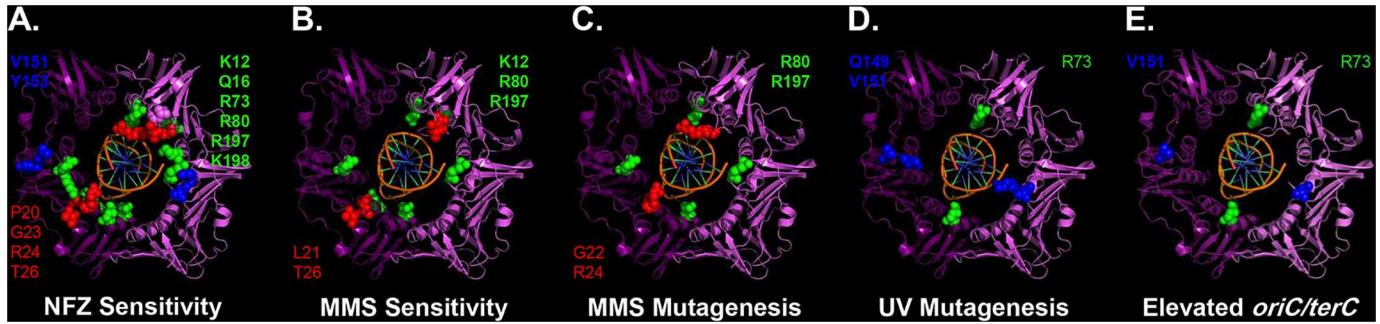 A.
V151
Y153
K12
Q16
R73
R80
R197
K198
P20
G23
R24
T26
NFZ Sensitivity
B.
K12
R80
R197
L21
T26
MMS Sensitivity
C.
R80
R197
G22
R24
MMS Mutagenesis
D.
Q149
V151
R73
UV Mutagenesis
E.
V151
R73
Elevated oriC/terC